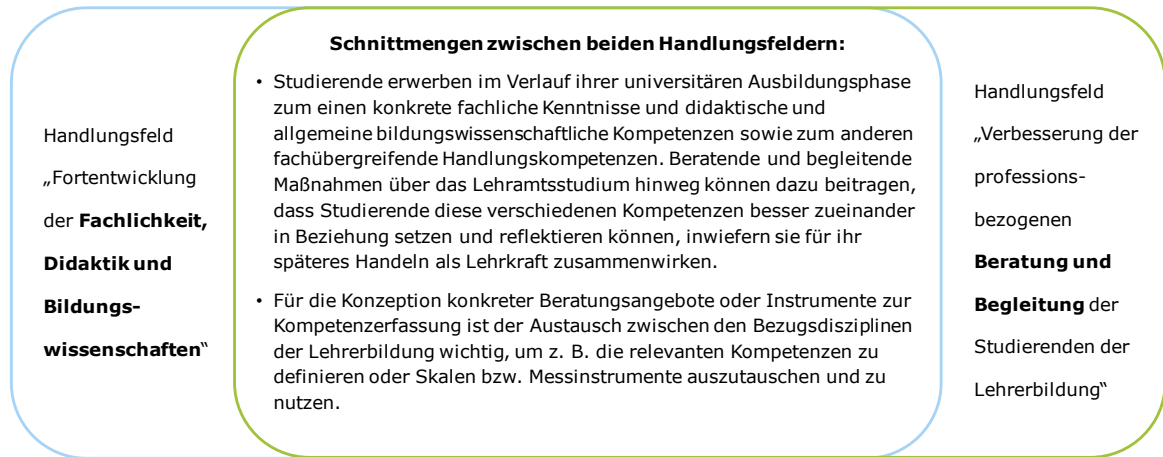 Handlungsfeld
„Fortentwicklung
der Fachlichkeit,
Didaktik und
Bildungs-
wissenschaften“
Schnittmengen zwischen beiden Handlungsfeldern:
• Studierende erwerben im Verlauf ihrer universitären Ausbildungsphase
zum einen konkrete fachliche Kenntnisse und didaktische und
allgemeine bildungswissenschaftliche Kompetenzen sowie zum anderen
fachübergreifende Handlungskompetenzen. Beratende und begleitende
Maßnahmen über das Lehramtsstudium hinweg können dazu beitragen,
dass Studierende diese verschiedenen Kompetenzen besser zueinander
in Beziehung setzen und reflektieren können, inwiefern sie für ihr
späteres Handeln als Lehrkraft zusammenwirken.
• Für die Konzeption konkreter Beratungsangebote oder Instrumente zur
Kompetenzerfassung ist der Austausch zwischen den Bezugsdisziplinen
der Lehrerbildung wichtig, um z. B. die relevanten Kompetenzen zu
definieren oder Skalen bzw. Messinstrumente auszutauschen und zu
nutzen.
Handlungsfeld
„Verbesserung der
professions-
bezogenen
Beratung und
Begleitung der
Studierenden der
Lehrerbildung“